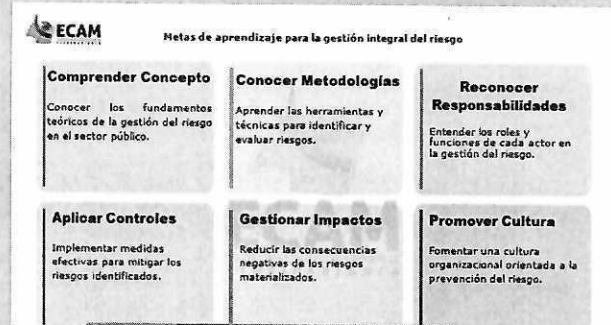 ECAM
Metas de aprendizaje para la gestión integral del riesgo
Comprender Concepto
Conocer los fundamentos
teóricos de la gestión del riesgo
en el sector público.
Conocer Metodologías
Aprender las herramientas y
técnicas para identificar y
evaluar riesgos.
Reconocer
Responsabilidades
Entender los roles y
funciones de cada actor en
la gestión del riesgo.
Aplicar Controles
Implementar medidas
efectivas para mitigar los
riesgos identificados.
Gestionar Impactos
Reducir las consecuencias
negativas de los riesgos
materializados.
Promover Cultura
Fomentar una cultura
organizacional orientada a la
prevención del riesgo.
ECAM